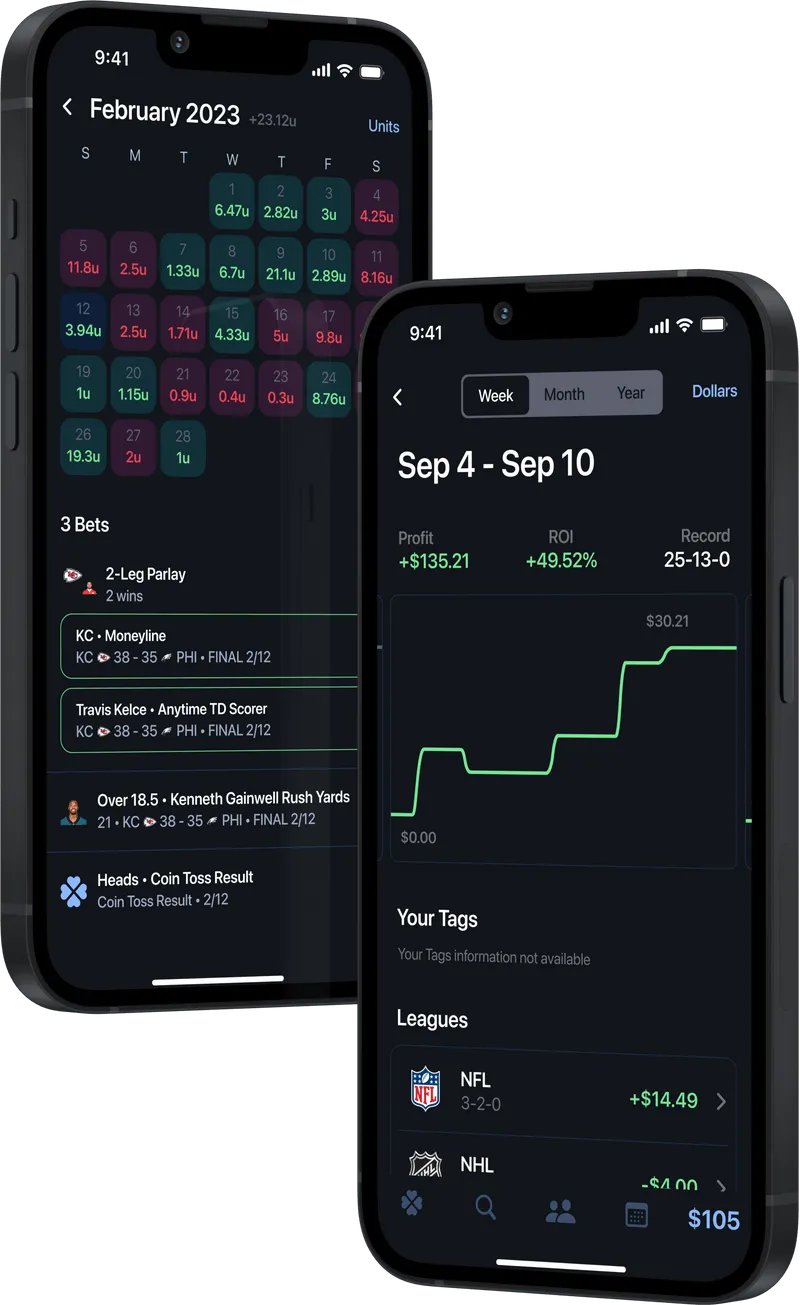 9:41
February 2023 +23.12u
Units
S M T W T F S
1 2 3 4
6.47u 2.82u 3u 4.25u
5 6 7 8 9 10 11
11.8u 2.5u 1.33u 6.7u 21.1u 2.89u 8.16u
12 13 14 15 16 17
3.94u 2.5u 1.71u 4.33u 5u 9.8u
19 20 21 22 23 24
1u 1.15u 0.9u 0.4u 0.3u 8.76u
26 27 28
19.3u 2u 1u
3 Bets
2-Leg Parlay
2 wins
KC • Moneyline
KC 38 - 35 PHI • FINAL 2/12
Travis Kelce • Anytime TD Scorer
KC 38 - 35 PHI • FINAL 2/12
Over 18.5 • Kenneth Gainwell Rush Yards
21 • KC 38 - 35 PHI • FINAL 2/12
Heads • Coin Toss Result
Coin Toss Result • 2/12
9:41
Week Month Year
Dollars
Sep 4 - Sep 10
Profit ROI Record
+$135.21 +49.52% 25-13-0
$30.21
$0.00
Your Tags
Your Tags information not available
Leagues
NFL
NFL
3-2-0
+$14.49
NHL
NHL
-$4.00
$105